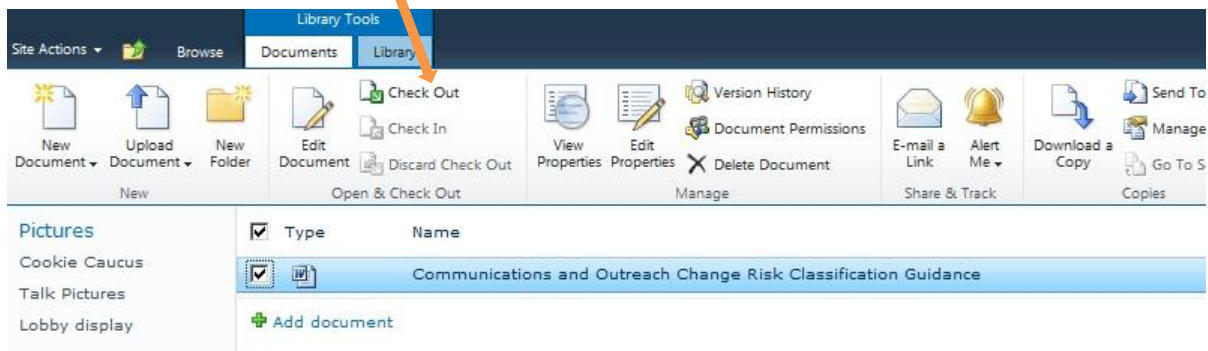 Library Tools
Site Actions Browse Documents Library
Check Out Version History Send To
Check In Document Permissions Manage
New Document Upload Document New Folder Edit Document Discard Check Out View Properties Edit Properties Delete Document E-mail a Link Alert Me Download a Copy Go To
New Open & Check Out Manage Share & Track Copies
Pictures Type Name
Cookie Caucus Communications and Outreach Change Risk Classification Guidance
Talk Pictures
Lobby display Add document